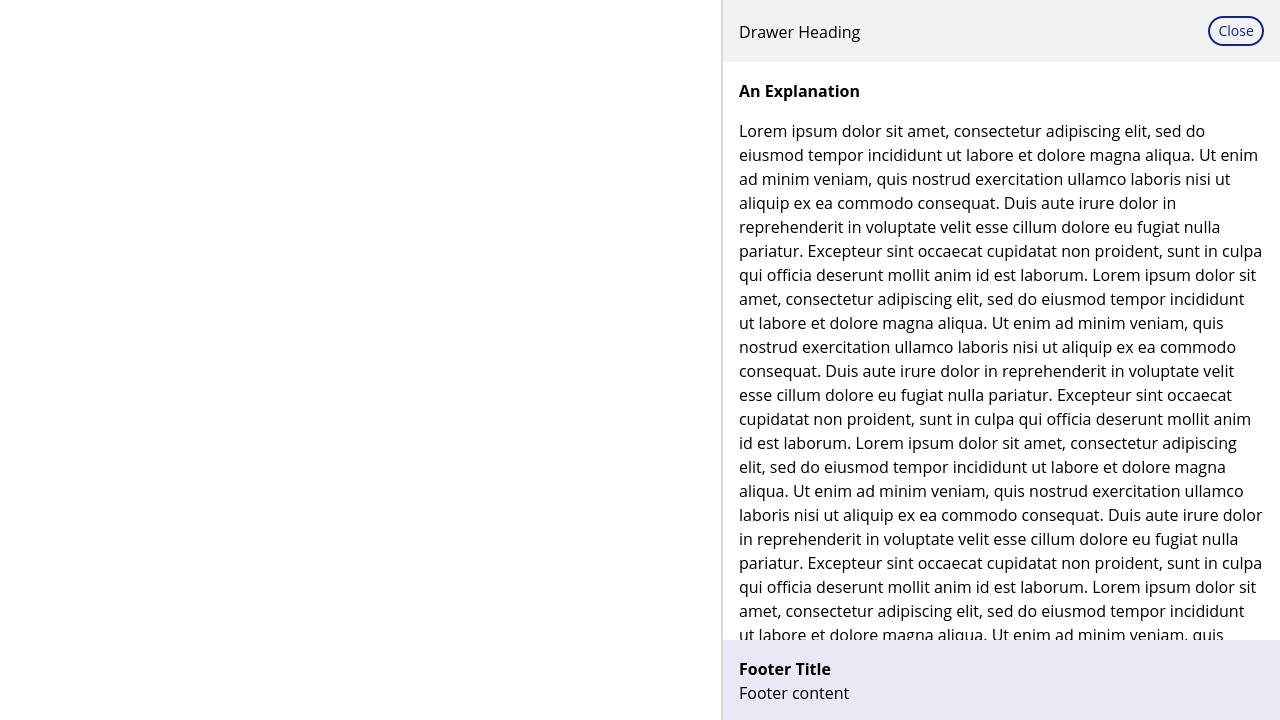 Drawer Heading
Close
An Explanation
Lorem ipsum dolor sit amet, consectetur adipiscing elit, sed do
eiusmod tempor incididunt ut labore et dolore magna aliqua. Ut enim
ad minim veniam, quis nostrud exercitation ullamco laboris nisi ut
aliquip ex ea commodo consequat. Duis aute irure dolor in
reprehenderit in voluptate velit esse cillum dolore eu fugiat nulla
pariatur. Excepteur sint occaecat cupidatat non proident, sunt in culpa
qui officia deserunt mollit anim id est laborum. Lorem ipsum dolor sit
amet, consectetur adipiscing elit, sed do eiusmod tempor incididunt
ut labore et dolore magna aliqua. Ut enim ad minim veniam, quis
nostrud exercitation ullamco laboris nisi ut aliquip ex ea commodo
consequat. Duis aute irure dolor in reprehenderit in voluptate velit
esse cillum dolore eu fugiat nulla pariatur. Excepteur sint occaecat
cupidatat non proident, sunt in culpa qui officia deserunt mollit anim
id est laborum. Lorem ipsum dolor sit amet, consectetur adipiscing
elit, sed do eiusmod tempor incididunt ut labore et dolore magna
aliqua. Ut enim ad minim veniam, quis nostrud exercitation ullamco
laboris nisi ut aliquip ex ea commodo consequat. Duis aute irure dolor
in reprehenderit in voluptate velit esse cillum dolore eu fugiat nulla
pariatur. Excepteur sint occaecat cupidatat non proident, sunt in culpa
qui officia deserunt mollit anim id est laborum. Lorem ipsum dolor sit
amet, consectetur adipiscing elit, sed do eiusmod tempor incididunt
ut labore et dolore magna aliqua. Ut enim ad minim veniam, quis
Footer Title
Footer content